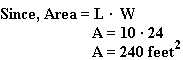 Since, Area = L · W
A = 10 · 24
A = 240 feet²